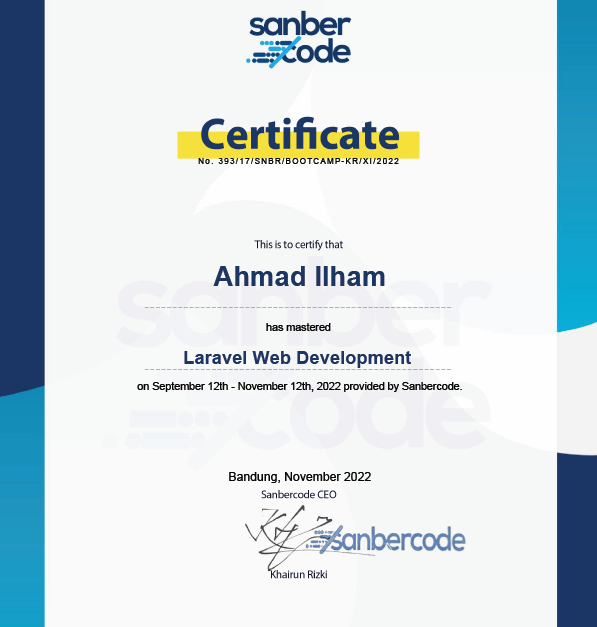 sanber
code
Certificate
No. 393/17/SNBR/BOOTCAMP-KR/XI/2022
This is to certify that
Ahmad Ilham
has mastered
Laravel Web Development
on September 12th - November 12th, 2022 provided by Sanbercode.
sanber
code
Bandung, November 2022
Sanbercode CEO
sanbercode
Khairun Rizki